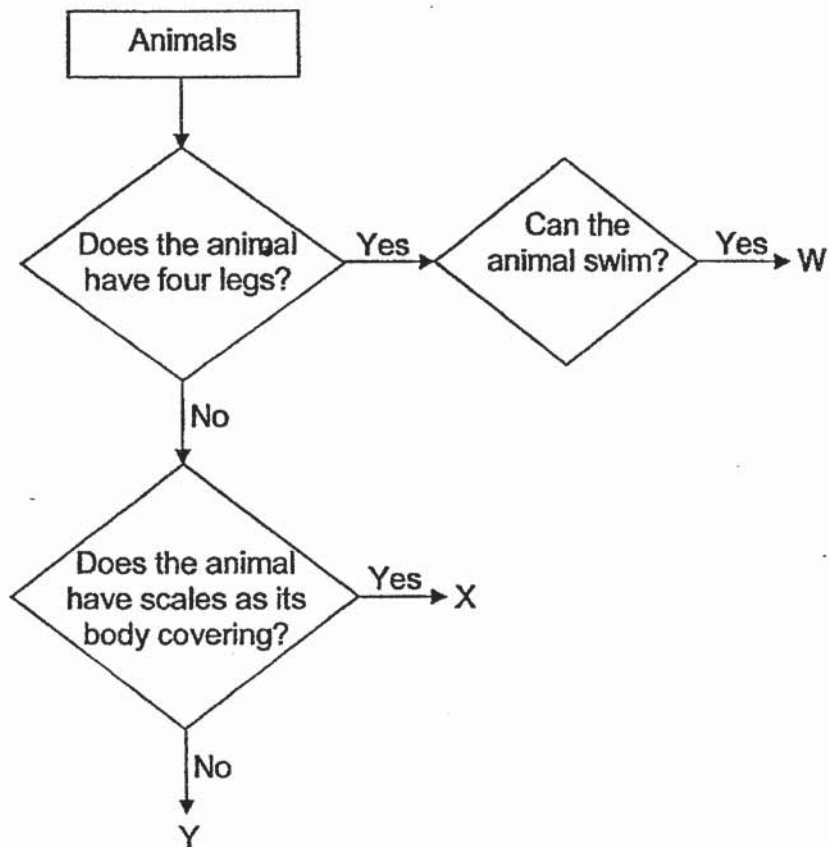 Animals
Does the animal
have four legs?
Yes
Can the
animal swim?
Yes
W
No
Does the animal
have scales as its
body covering?
Yes
X
No
Y